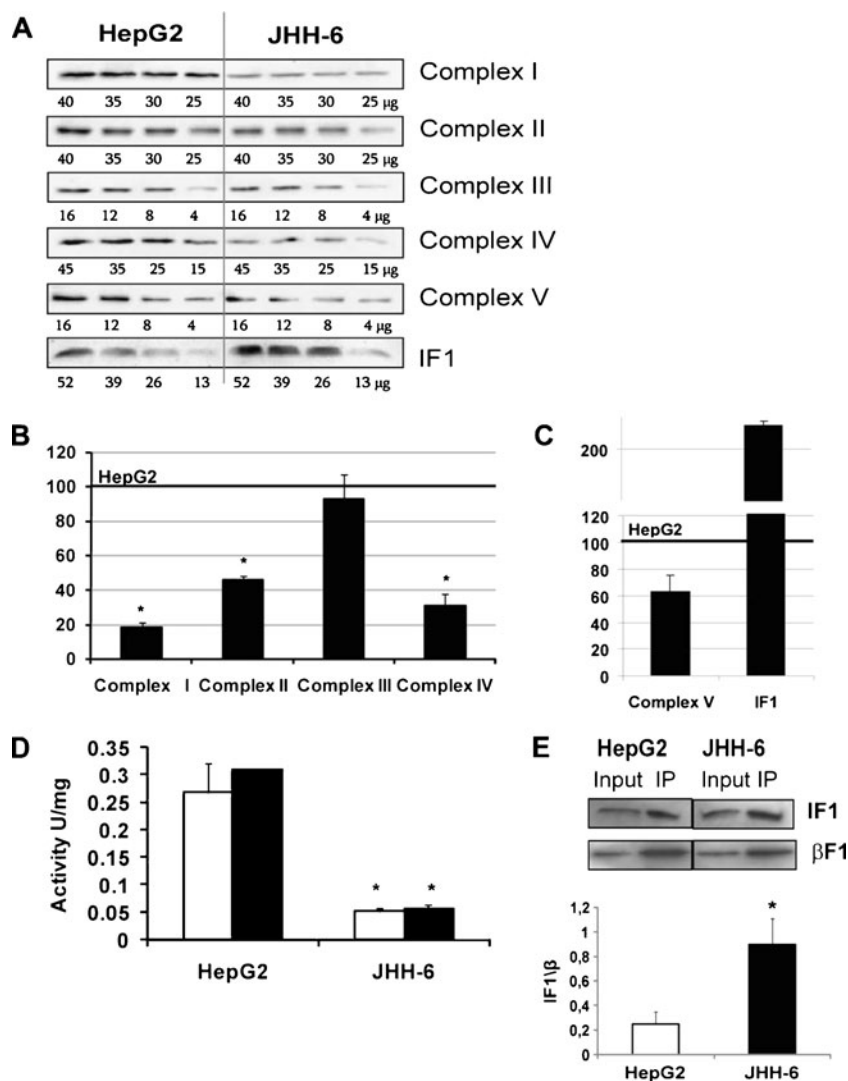 A
HepG2 JHH-6
Complex I
40 35 30 25 40 35 30 25 µg
Complex II
40 35 30 25 40 35 30 25 µg
Complex III
16 12 8 4 16 12 8 4 µg
Complex IV
45 35 25 15 45 35 25 15 µg
Complex V
16 12 8 4 16 12 8 4 µg
IF1
52 39 26 13 52 39 26 13 µg
B
120
HepG2
100
80
60
40
20
0
* * *
Complex I Complex II Complex III Complex IV
C
200
120
HepG2
100
80
60
40
20
0
Complex V IF1
D
Activity U/mg
0.35
0.3
0.25
0.2
0.15
0.1
0.05
0
* *
HepG2 JHH-6
E
HepG2 JHH-6
Input IP Input IP
IF1
βF1
IF1\β
1,2
1
0,8
0,6
0,4
0,2
0
*
HepG2 JHH-6